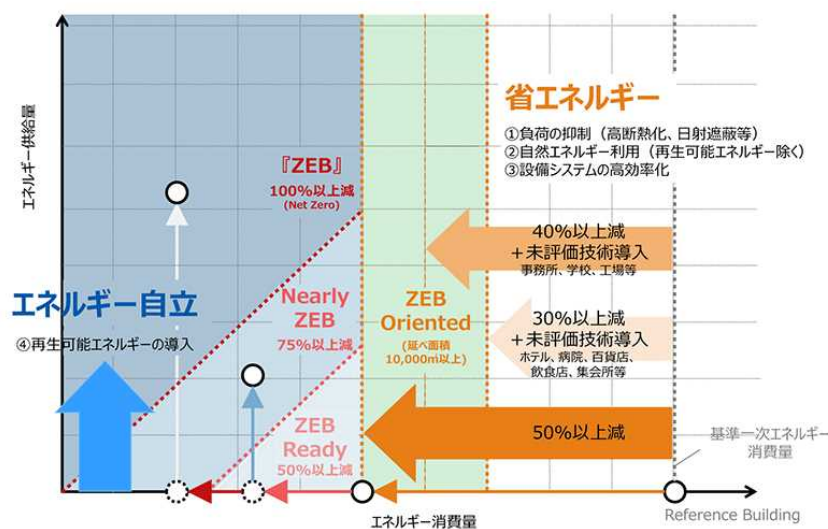 エネルギー供給量
省エネルギー
①負荷の抑制(高断熱化、日射遮蔽等)
②自然エネルギー利用(再生可能エネルギー除く)
③設備システムの高効率化
『ZEB』
100%以上減
(Net Zero)
40%以上減
+未評価技術導入
事務所、学校、工場等
エネルギー自立
④再生可能エネルギーの導入
Nearly
ZEB
75%以上減
ZEB
Oriented
(延べ面積
10,000㎡以上)
30%以上減
+未評価技術導入
ホテル、病院、百貨店、
飲食店、集会所等
ZEB
Ready
50%以上減
50%以上減
基準一次エネルギー
消費量
エネルギー消費量
Reference Building